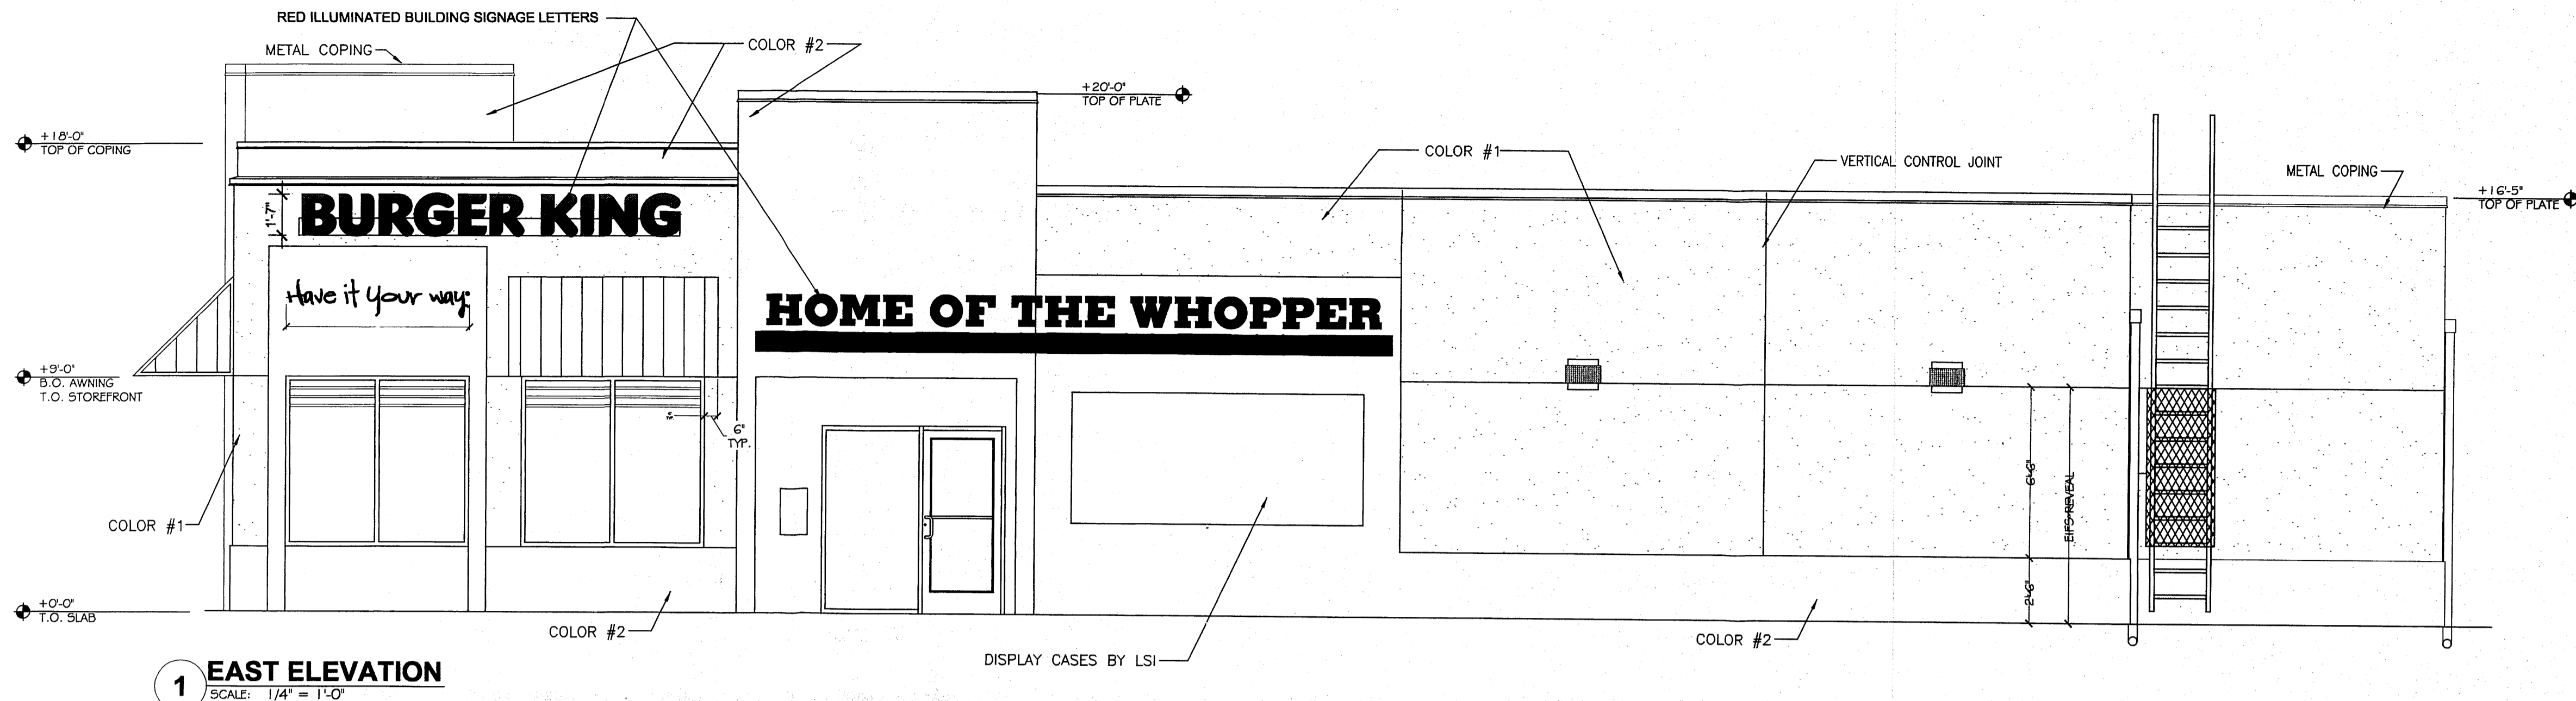 RED ILLUMINATED BUILDING SIGNAGE LETTERS
METAL COPING
COLOR #2
+20'-0"
TOP OF PLATE
+18'-0"
TOP OF COPING
COLOR #1
VERTICAL CONTROL JOINT
METAL COPING
+16'-5"
TOP OF PLATE
1'-7"
BURGER KING
Have it your way.
HOME OF THE WHOPPER
+9'-0"
B.O. AWNING
T.O. STOREFRONT
6"
TYP.
6'-6"
EIFS REVEAL
COLOR #1
2'-6"
+0'-0"
T.O. SLAB
COLOR #2
COLOR #2
DISPLAY CASES BY LSI
1
EAST ELEVATION
SCALE: 1/4" = 1'-0"